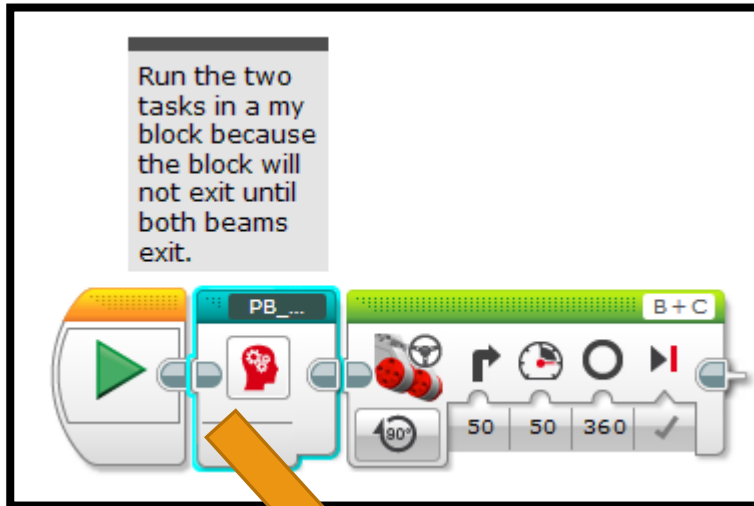 Run the two
tasks in a my
block because
the block will
not exit until
both beams
exit.
PB_...
B + C
90°
50 50 360